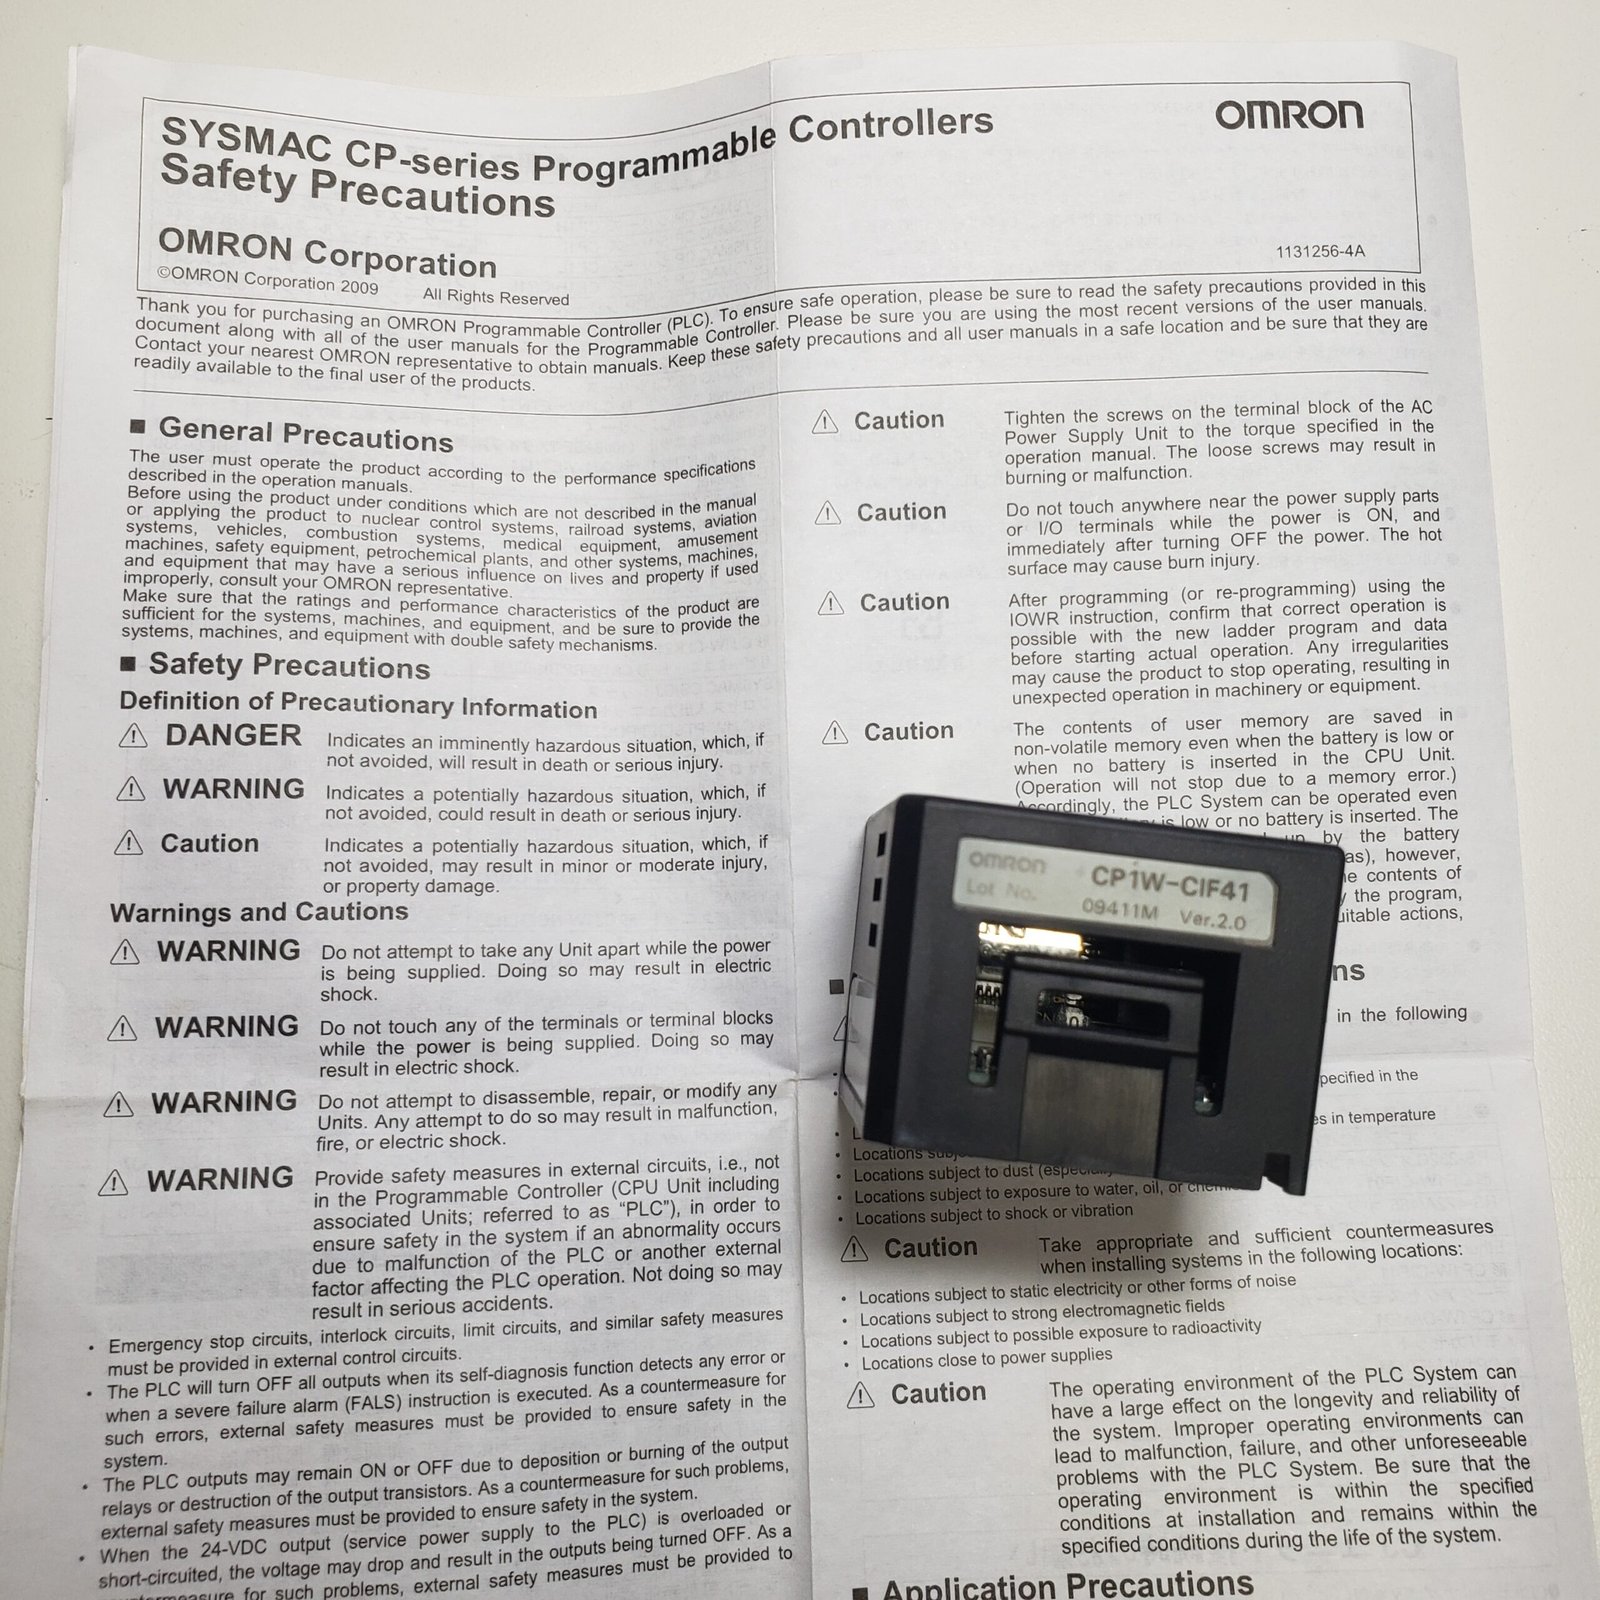 SYSMAC CP-series Programmable Controllers
Safety Precautions
OMRON
OMRON Corporation
©OMRON Corporation 2009 All Rights Reserved
1131256-4A
Thank you for purchasing an OMRON Programmable Controller (PLC). To ensure safe operation, please be sure to read the safety precautions provided in this
document along with all of the user manuals for the Programmable Controller. Please be sure you are using the most recent versions of the user manuals.
Contact your nearest OMRON representative to obtain manuals. Keep these safety precautions and all user manuals in a safe location and be sure that they are
readily available to the final user of the products.
■ General Precautions
The user must operate the product according to the performance specifications
described in the operation manuals.
Before using the product under conditions which are not described in the manual
or applying the product to nuclear control systems, railroad systems, aviation
systems, vehicles, combustion systems, medical equipment, amusement
machines, safety equipment, petrochemical plants, and other systems, machines,
and equipment that may have a serious influence on lives and property if used
improperly, consult your OMRON representative.
Make sure that the ratings and performance characteristics of the product are
sufficient for the systems, machines, and equipment, and be sure to provide the
systems, machines, and equipment with double safety mechanisms.
■ Safety Precautions
Definition of Precautionary Information
DANGER Indicates an imminently hazardous situation, which, if
not avoided, will result in death or serious injury.
WARNING Indicates a potentially hazardous situation, which, if
not avoided, could result in death or serious injury.
Caution Indicates a potentially hazardous situation, which, if
not avoided, may result in minor or moderate injury,
or property damage.
Warnings and Cautions
WARNING Do not attempt to take any Unit apart while the power
is being supplied. Doing so may result in electric
shock.
WARNING Do not touch any of the terminals or terminal blocks
while the power is being supplied. Doing so may
result in electric shock.
WARNING Do not attempt to disassemble, repair, or modify any
Units. Any attempt to do so may result in malfunction,
fire, or electric shock.
WARNING Provide safety measures in external circuits, i.e., not
in the Programmable Controller (CPU Unit including
associated Units; referred to as “PLC”), in order to
ensure safety in the system if an abnormality occurs
due to malfunction of the PLC or another external
factor affecting the PLC operation. Not doing so may
result in serious accidents.
• Emergency stop circuits, interlock circuits, limit circuits, and similar safety measures
must be provided in external control circuits.
• The PLC will turn OFF all outputs when its self-diagnosis function detects any error or
when a severe failure alarm (FALS) instruction is executed. As a countermeasure for
such errors, external safety measures must be provided to ensure safety in the
system.
• The PLC outputs may remain ON or OFF due to deposition or burning of the output
relays or destruction of the output transistors. As a countermeasure for such problems,
external safety measures must be provided to ensure safety in the system.
• When the 24-VDC output (service power supply to the PLC) is overloaded or
short-circuited, the voltage may drop and result in the outputs being turned OFF. As a
for such problems, external safety measures must be provided to
Caution Tighten the screws on the terminal block of the AC
Power Supply Unit to the torque specified in the
operation manual. The loose screws may result in
burning or malfunction.
Caution Do not touch anywhere near the power supply parts
or I/O terminals while the power is ON, and
immediately after turning OFF the power. The hot
surface may cause burn injury.
Caution After programming (or re-programming) using the
IOWR instruction, confirm that correct operation is
possible with the new ladder program and data
before starting actual operation. Any irregularities
may cause the product to stop operating, resulting in
unexpected operation in machinery or equipment.
Caution The contents of user memory are saved in
non-volatile memory even when the battery is low or
when no battery is inserted in the CPU Unit.
(Operation will not stop due to a memory error.)
Accordingly, the PLC System can be operated even
is low or no battery is inserted. The
by the battery
as), however,
contents of
the program,
actions,
in the following
specified in the
in temperature
• Locations
• Locations subject to dust
• Locations subject to exposure to water, oil, or
• Locations subject to shock or vibration
Caution Take appropriate and sufficient countermeasures
when installing systems in the following locations:
• Locations subject to static electricity or other forms of noise
• Locations subject to strong electromagnetic fields
• Locations subject to possible exposure to radioactivity
• Locations close to power supplies
Caution The operating environment of the PLC System can
have a large effect on the longevity and reliability of
the system. Improper operating environments can
lead to malfunction, failure, and other unforeseeable
problems with the PLC System. Be sure that the
operating environment is within the specified
conditions at installation and remains within the
specified conditions during the life of the system.
■ Application Precautions
OMRON CP1W-CIF41
Lot No. 09411M Ver.2.0